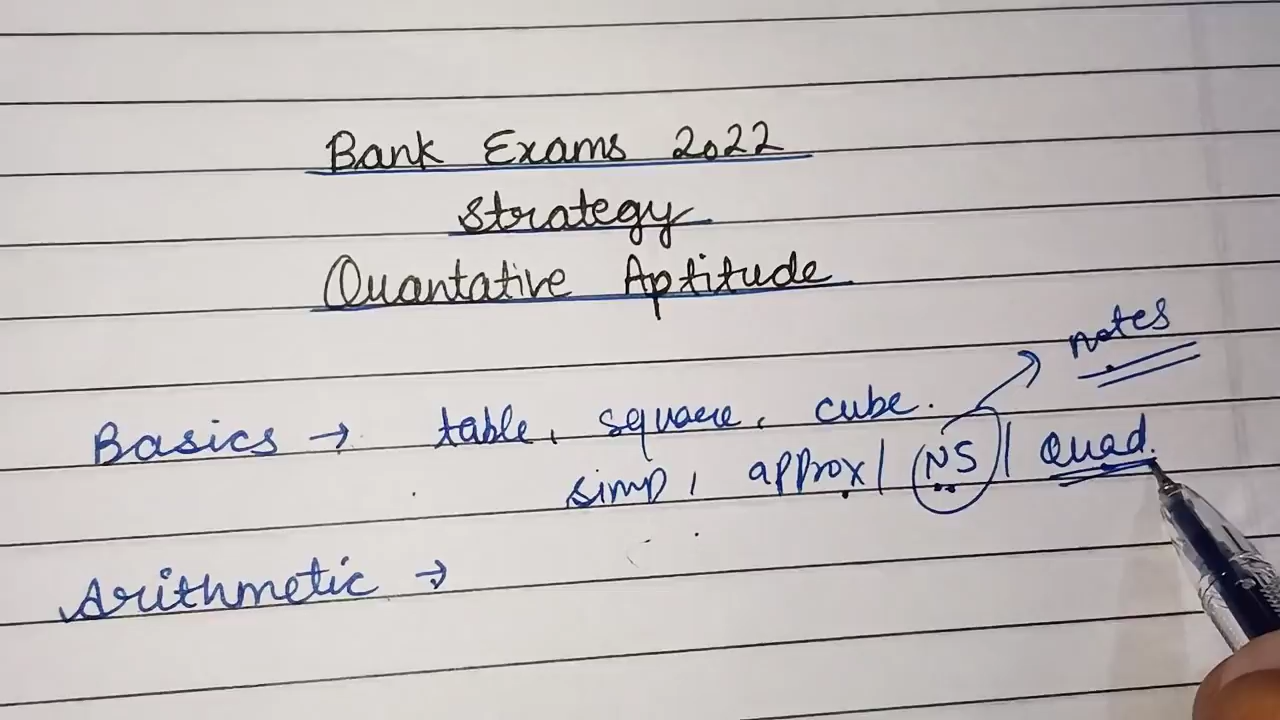 Bank Exams 2022
Strategy
Quantative Aptitude
notes
Basics → table, square, cube.
simp, approx/ NS / Quad.
Arithmetic →